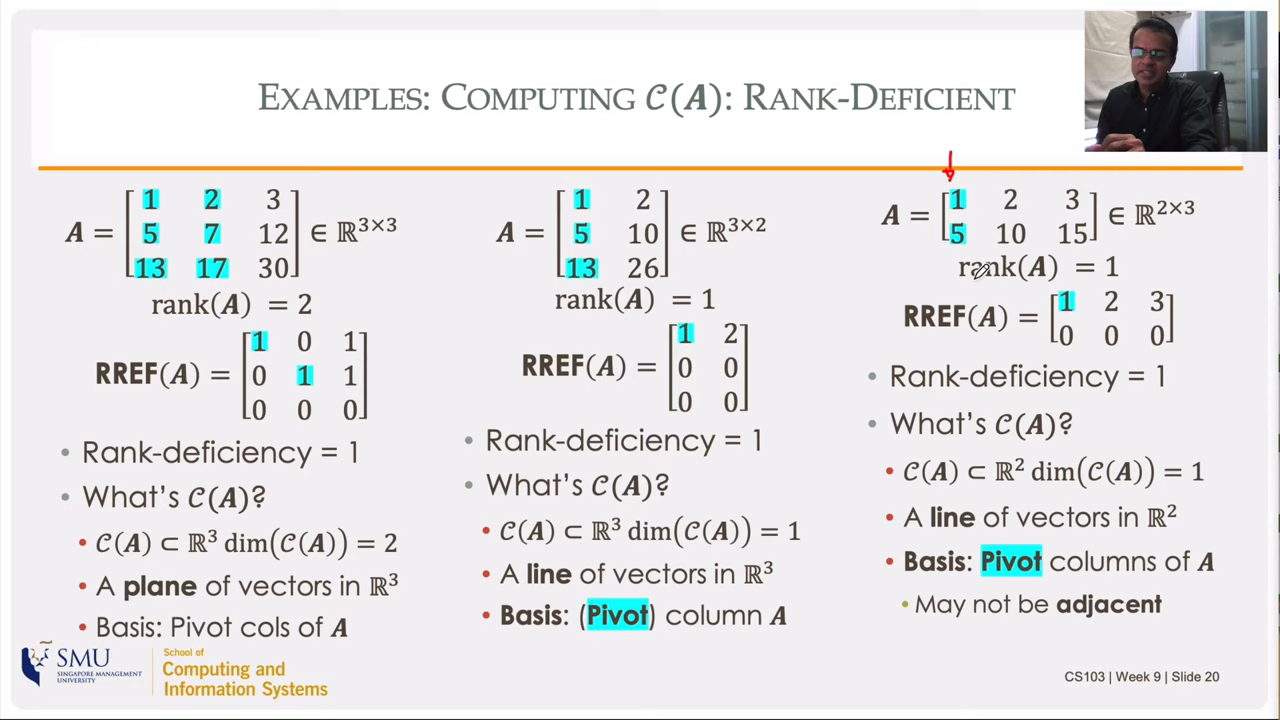 EXAMPLES: COMPUTING 𝒞(A): RANK-DEFICIENT
A = [1 2 3; 5 7 12; 13 17 30] ∈ ℝ³ˣ³
rank(A) = 2
RREF(A) = [1 0 1; 0 1 1; 0 0 0]
• Rank-deficiency = 1
• What's 𝒞(A)?
• 𝒞(A) ⊂ ℝ³ dim(𝒞(A)) = 2
• A plane of vectors in ℝ³
• Basis: Pivot cols of A
A = [1 2; 5 10; 13 26] ∈ ℝ³ˣ²
rank(A) = 1
RREF(A) = [1 2; 0 0; 0 0]
• Rank-deficiency = 1
• What's 𝒞(A)?
• 𝒞(A) ⊂ ℝ³ dim(𝒞(A)) = 1
• A line of vectors in ℝ³
• Basis: (Pivot) column A
A = [1 2 3; 5 10 15] ∈ ℝ²ˣ³
rank(A) = 1
RREF(A) = [1 2 3; 0 0 0]
• Rank-deficiency = 1
• What's 𝒞(A)?
• 𝒞(A) ⊂ ℝ² dim(𝒞(A)) = 1
• A line of vectors in ℝ²
• Basis: Pivot columns of A
• May not be adjacent
SMU
SINGAPORE MANAGEMENT
UNIVERSITY
School of
Computing and
Information Systems
CS103 | Week 9 | Slide 20